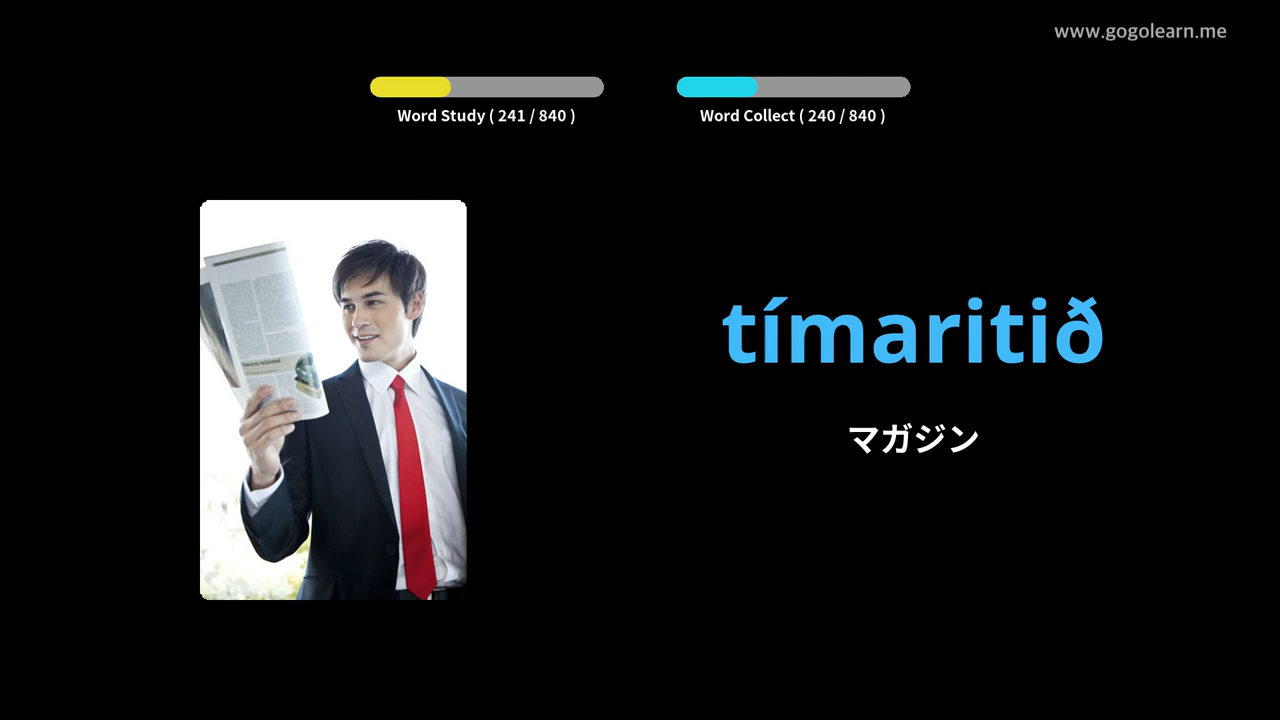 www.gogolearn.me
Word Study ( 241 / 840 )
Word Collect ( 240 / 840 )
tímaritið
マガジン